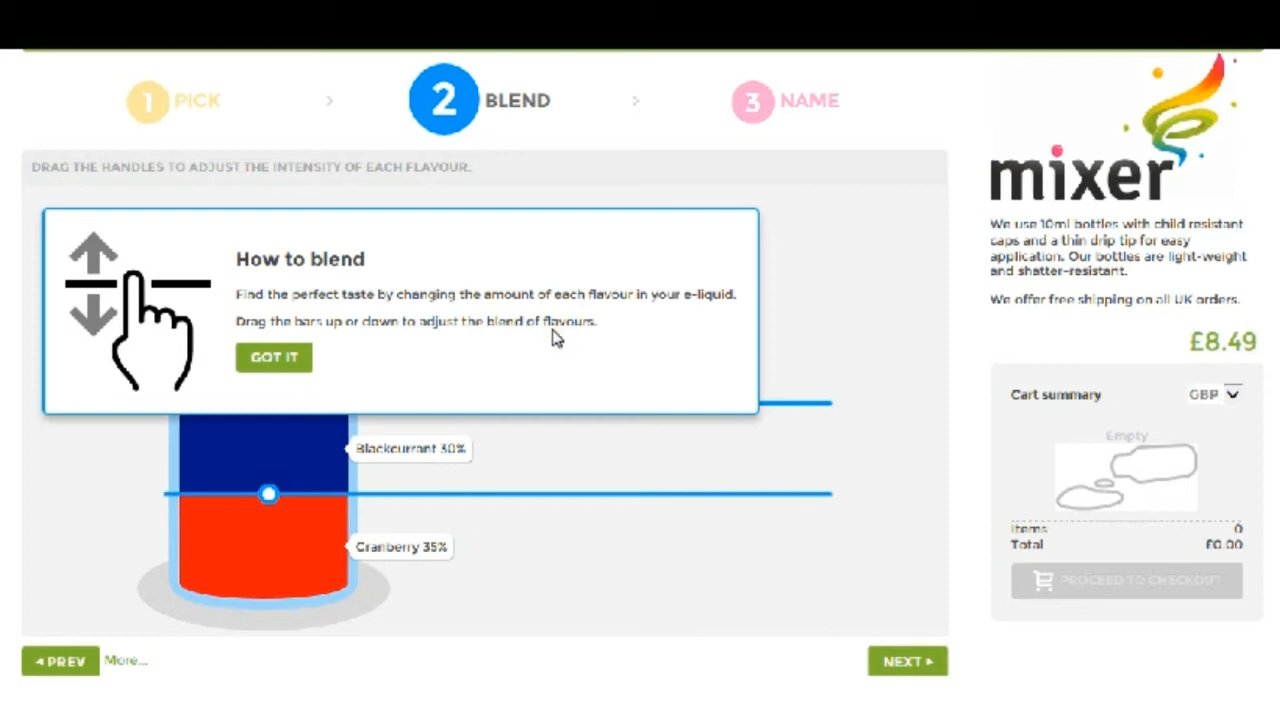 1 PICK
2 BLEND
3 NAME
DRAG THE HANDLES TO ADJUST THE INTENSITY OF EACH FLAVOUR.
How to blend
Find the perfect taste by changing the amount of each flavour in your e-liquid.
Drag the bars up or down to adjust the blend of flavours.
GOT IT
Blackcurrant 30%
Cranberry 35%
PREV
More...
NEXT
mixer
We use 10ml bottles with child resistant
caps and a thin drip tip for easy
application. Our bottles are light-weight
and shatter-resistant.
We offer free shipping on all UK orders.
£8.49
Cart summary
GBP
Empty
Items 0
Total £0.00
PROCEED TO CHECKOUT